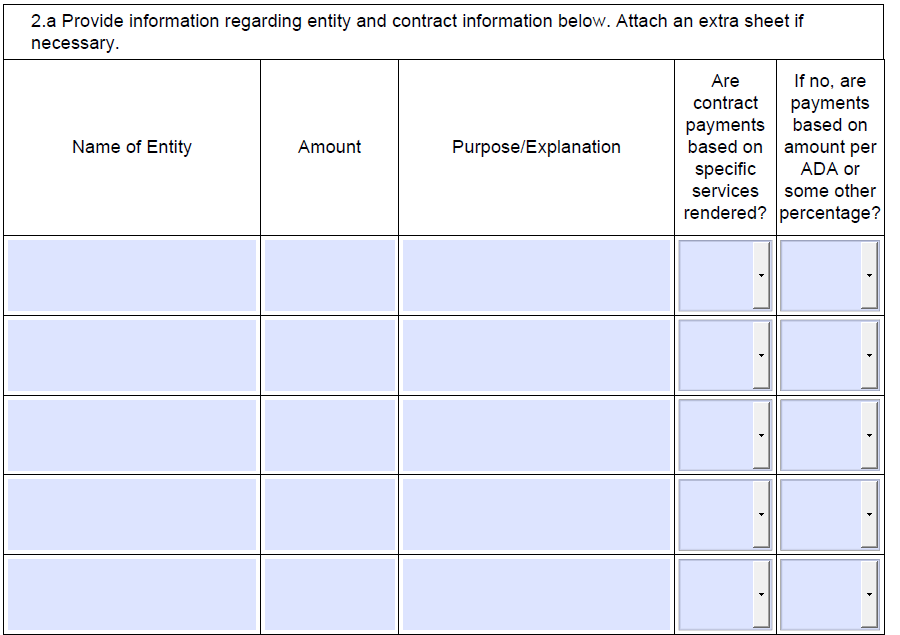 2.a Provide information regarding entity and contract information below. Attach an extra sheet if
necessary.
Name of Entity
Amount
Purpose/Explanation
Are
contract
payments
based on
specific
services
rendered?
If no, are
payments
based on
amount per
ADA or
some other
percentage?